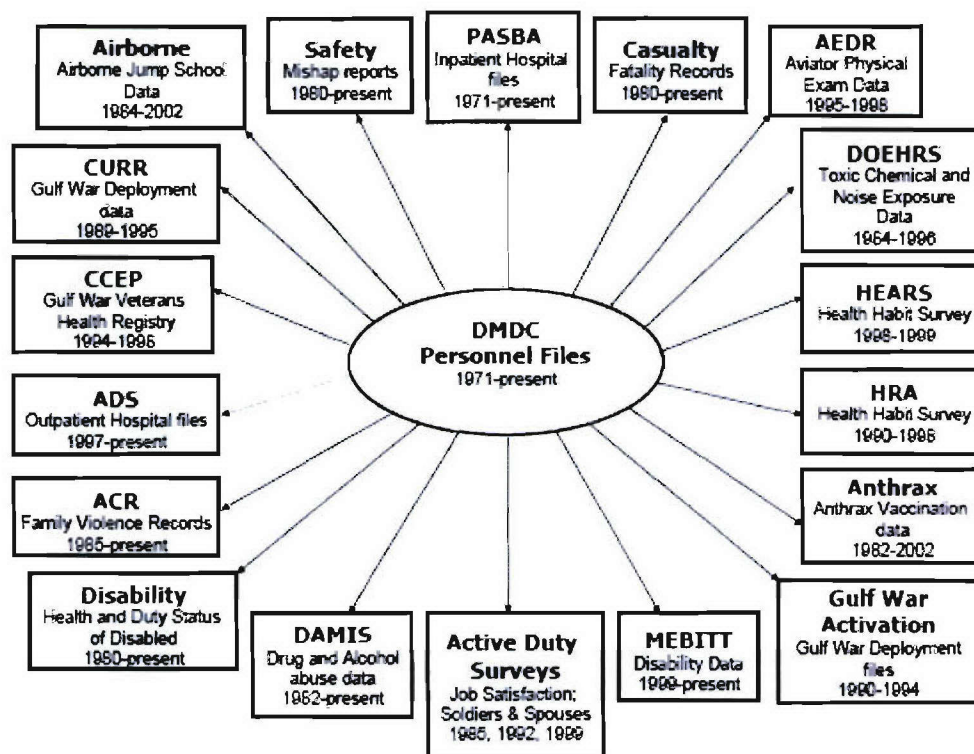 Airborne
Airborne Jump School
Data
1984-2002
Safety
Mishap reports
1980-present
PASBA
Inpatient Hospital
files
1971-present
Casualty
Fatality Records
1980-present
AEDR
Aviator Physical
Exam Data
1995-1998
CURR
Gulf War Deployment
data
1989-1995
DOEHRS
Toxic Chemical and
Noise Exposure
Data
1984-1996
CCEP
Gulf War Veterans
Health Registry
1994-1996
DMDC
Personnel Files
1971-present
HEARS
Health Habit Survey
1998-1999
ADS
Outpatient Hospital files
1997-present
HRA
Health Habit Survey
1990-1998
ACR
Family Violence Records
1985-present
Anthrax
Anthrax Vaccination
data
1982-2002
Disability
Health and Duty Status
of Disabled
1980-present
DAMIS
Drug and Alcohol
abuse data
1982-present
Active Duty
Surveys
Job Satisfaction;
Soldiers & Spouses
1985, 1992, 1999
MEBITT
Disability Data
1999-present
Gulf War
Activation
Gulf War Deployment
files
1990-1994